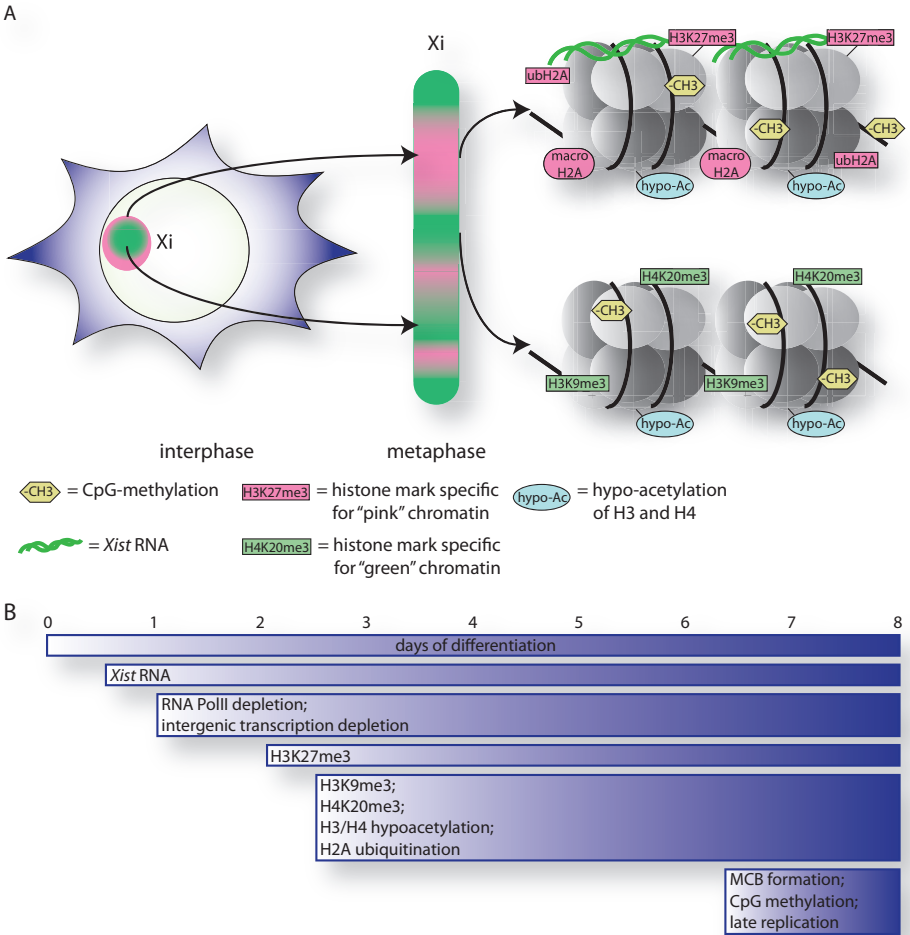 A
Xi
Xi
H3K27me3
H3K27me3
ubH2A
-CH3
-CH3
-CH3
macro
H2A
macro
H2A
ubH2A
hypo-Ac
hypo-Ac
H4K20me3
H4K20me3
-CH3
-CH3
-CH3
H3K9me3
H3K9me3
hypo-Ac
hypo-Ac
interphase
metaphase
-CH3 = CpG-methylation
H3K27me3 = histone mark specific
for "pink" chromatin
hypo-Ac = hypo-acetylation
of H3 and H4
= Xist RNA
H4K20me3 = histone mark specific
for "green" chromatin
B
0 1 2 3 4 5 6 7 8
days of differentiation
Xist RNA
RNA PolII depletion;
intergenic transcription depletion
H3K27me3
H3K9me3;
H4K20me3;
H3/H4 hypoacetylation;
H2A ubiquitination
MCB formation;
CpG methylation;
late replication